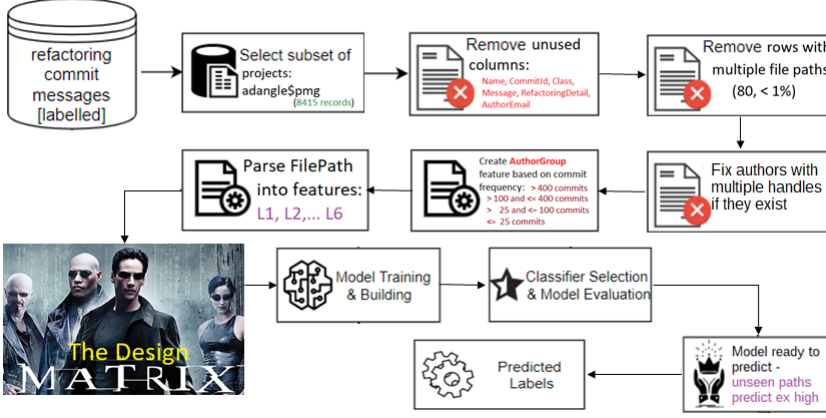 refactoring
commit
messages
[labelled]
Select subset of
projects:
adangle$pmg
(8415 records)
Remove unused
columns:
Name, CommitId, Class,
Message, RefactoringDetail,
AuthorEmail
Remove rows with
multiple file paths
(80, < 1%)
Fix authors with
multiple handles
if they exist
Create AuthorGroup
feature based on commit
frequency: > 400 commits
> 100 and <= 400 commits
> 25 and <= 100 commits
<= 25 commits
Parse FilePath
into features:
L1, L2,... L6
The Design
MATRIX
Model Training
& Building
Classifier Selection
& Model Evaluation
Model ready to
predict -
unseen paths
predict ex high
Predicted
Labels